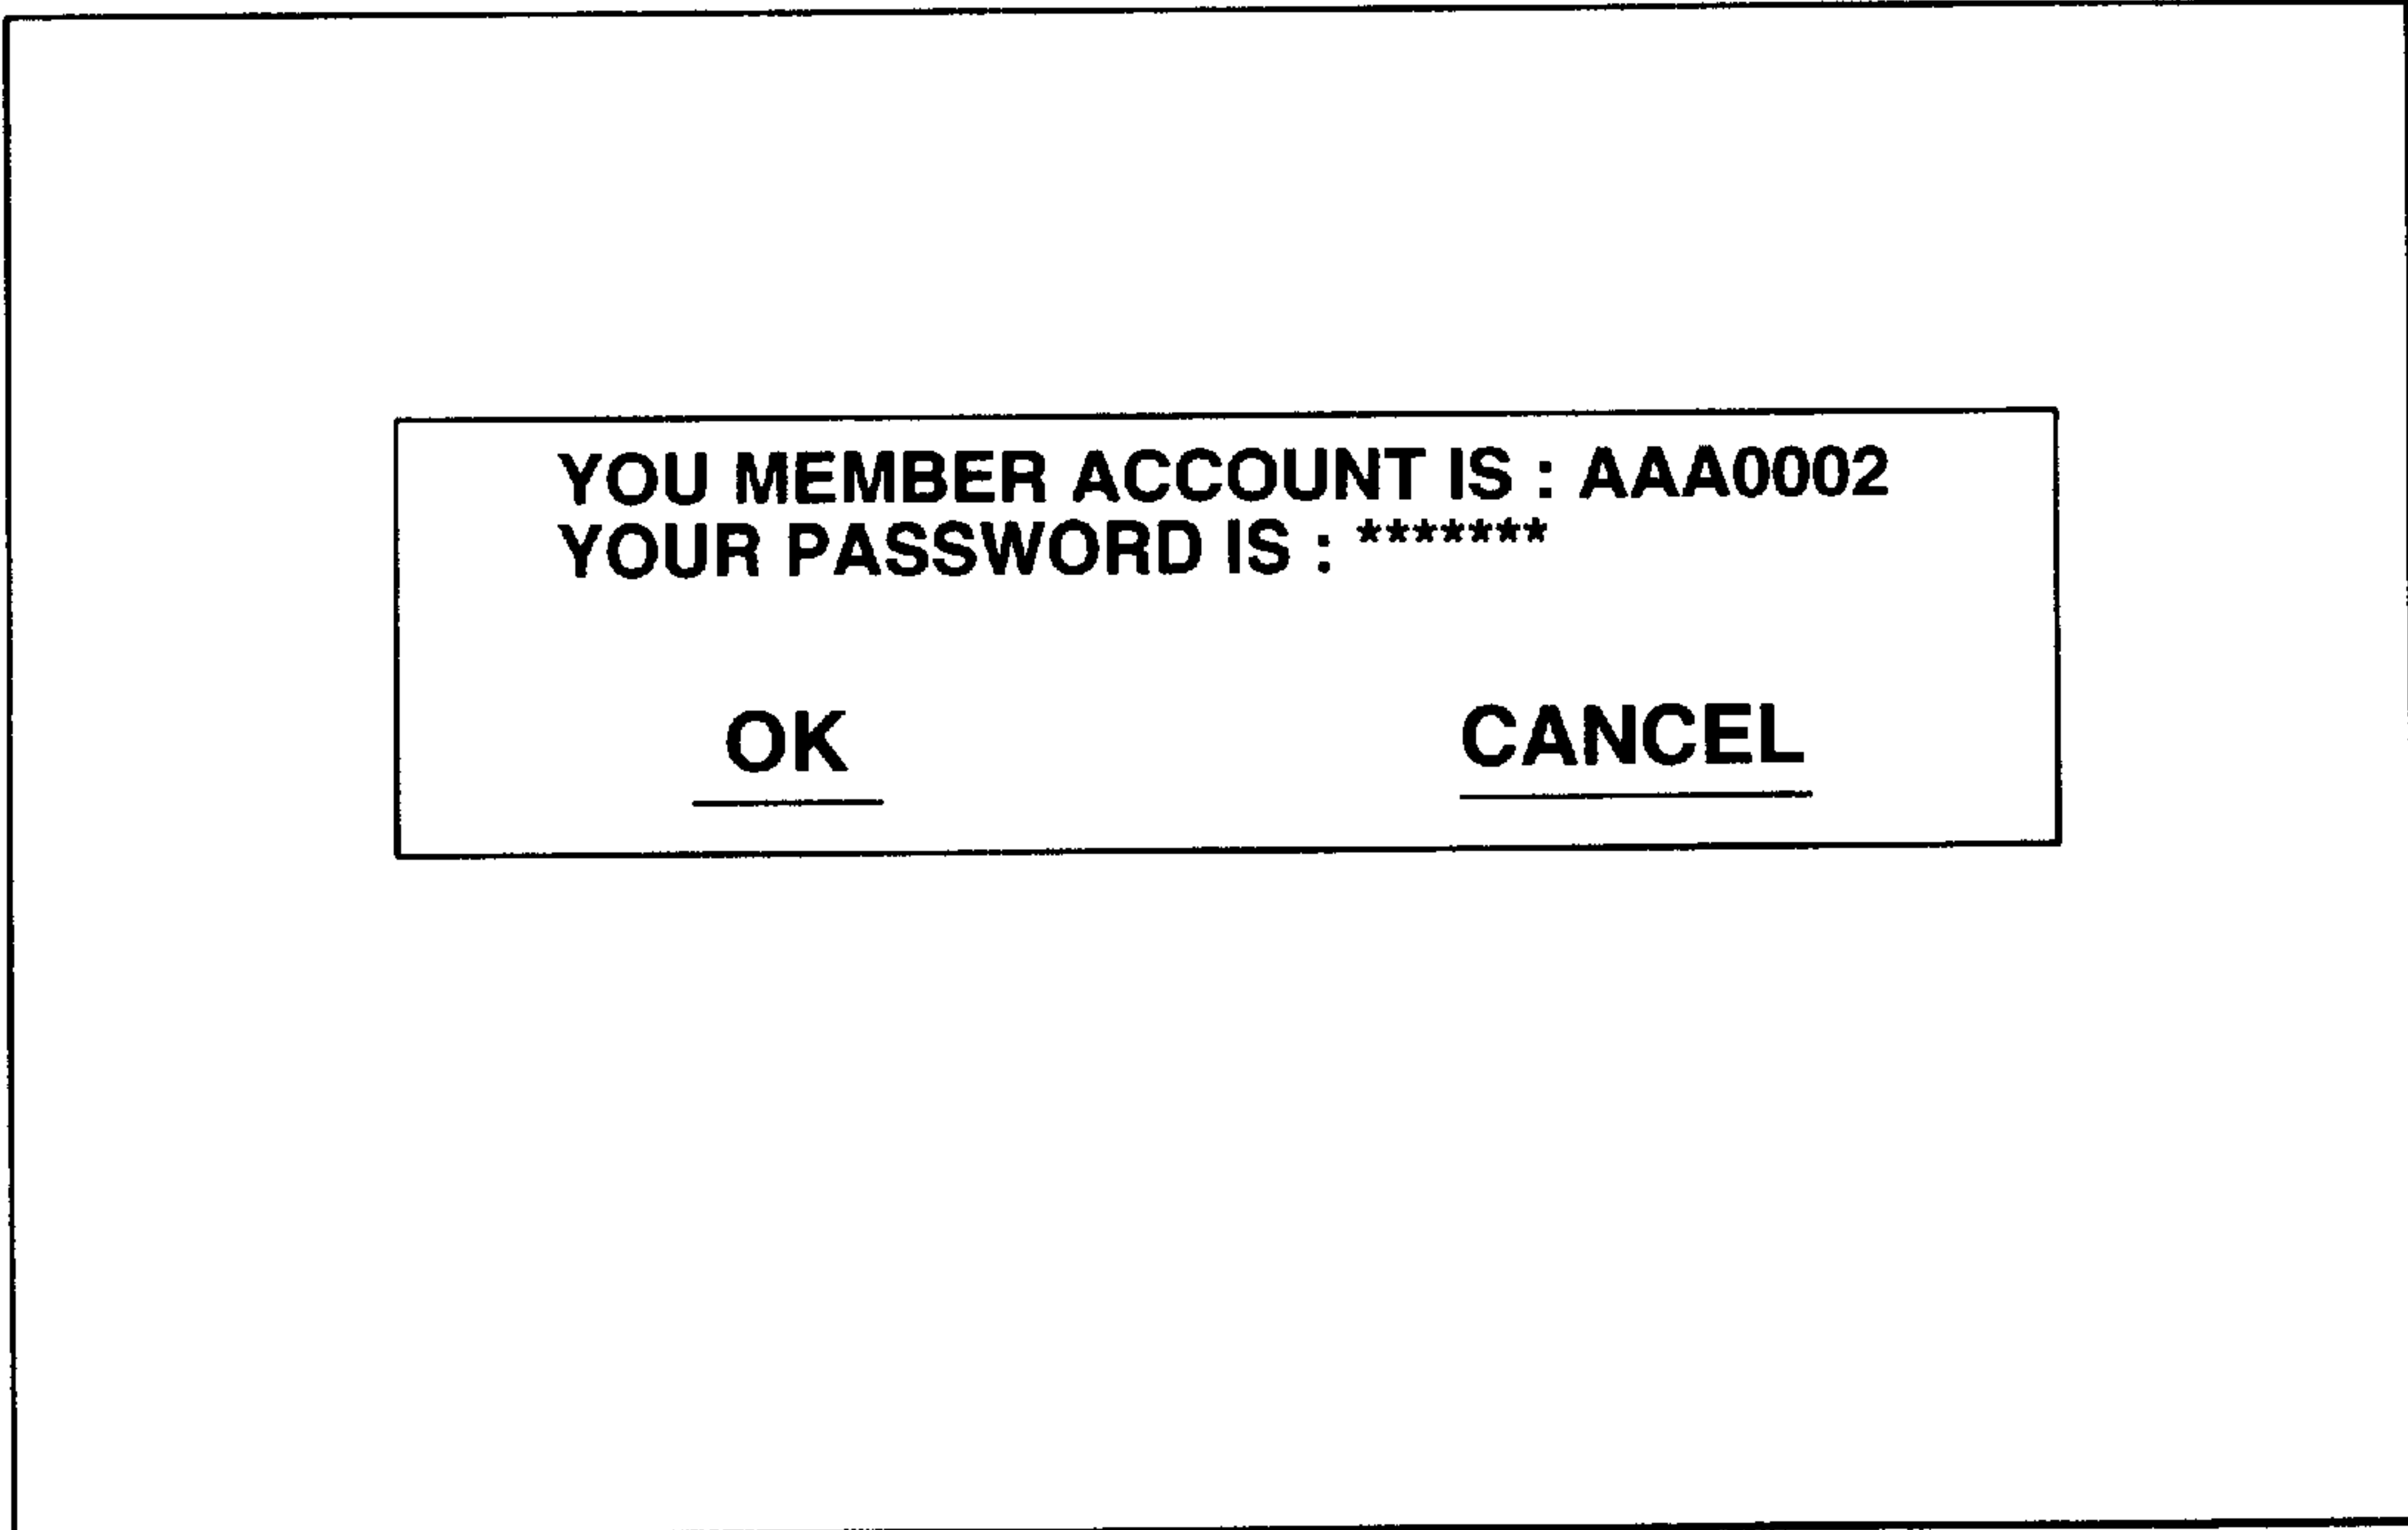 YOU MEMBER ACCOUNT IS : AAA0002
YOUR PASSWORD IS : *******
OK CANCEL